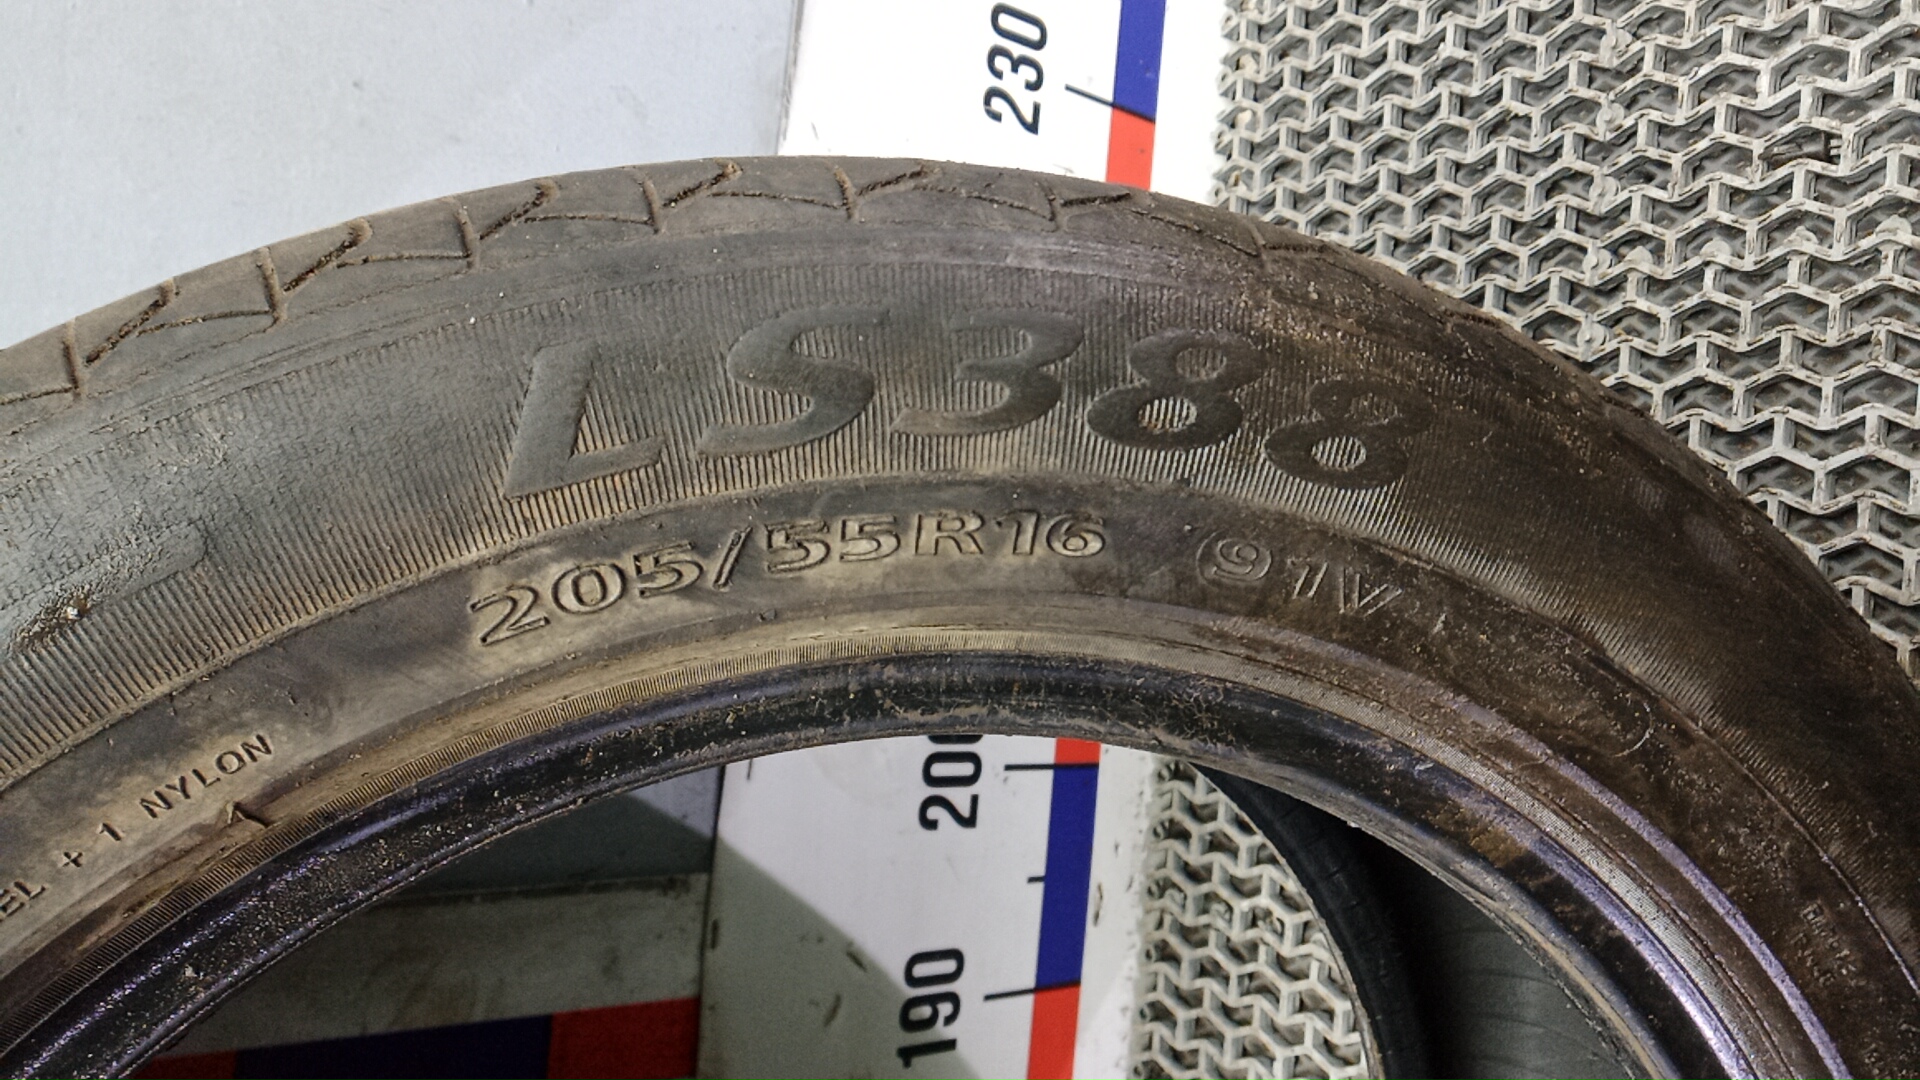 230
LS388
205/55R16 91V
EL + 1 NYLON
200
190